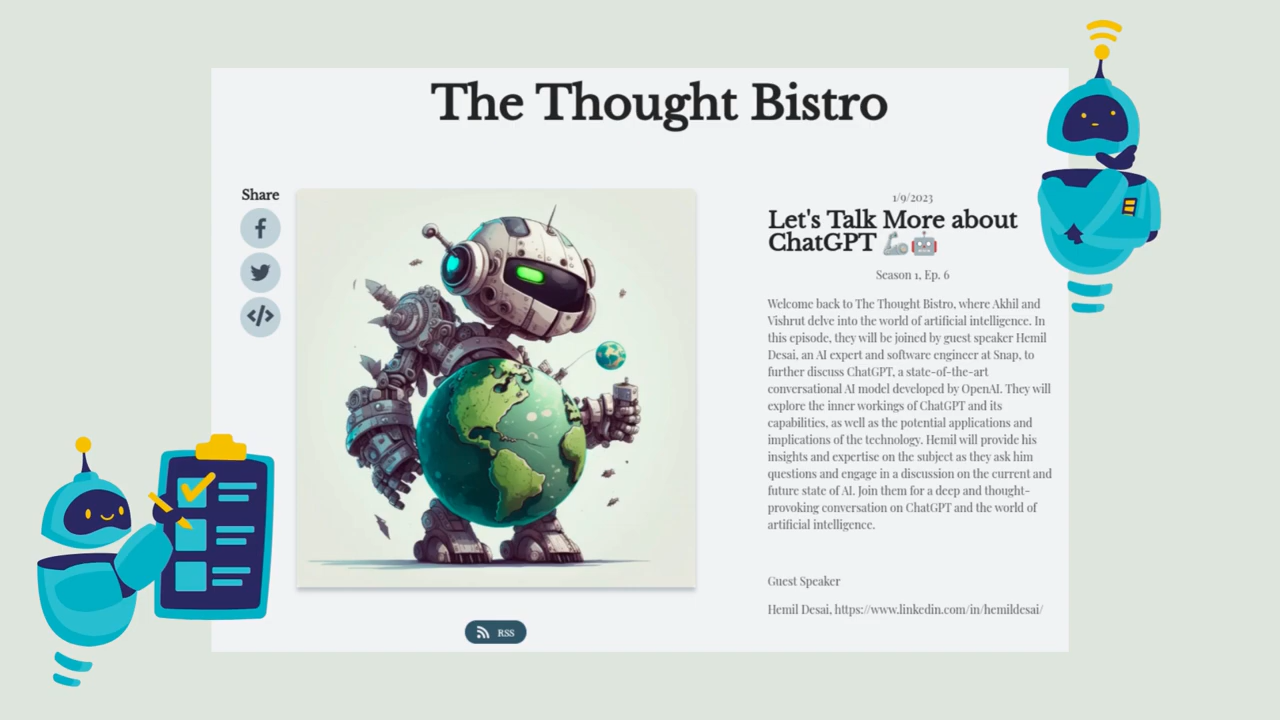 The Thought Bistro
Share
1/9/2023
Let's Talk More about
ChatGPT 🦾🤖
Season 1, Ep. 6
Welcome back to The Thought Bistro, where Akhil and
Vishrut delve into the world of artificial intelligence. In
this episode, they will be joined by guest speaker Hemil
Desai, an AI expert and software engineer at Snap, to
further discuss ChatGPT, a state-of-the-art
conversational AI model developed by OpenAI. They will
explore the inner workings of ChatGPT and its
capabilities, as well as the potential applications and
implications of the technology. Hemil will provide his
insights and expertise on the subject as they ask him
questions and engage in a discussion on the current and
future state of AI. Join them for a deep and thought-
provoking conversation on ChatGPT and the world of
artificial intelligence.
Guest Speaker
Hemil Desai, https://www.linkedin.com/in/hemildesai/
RSS